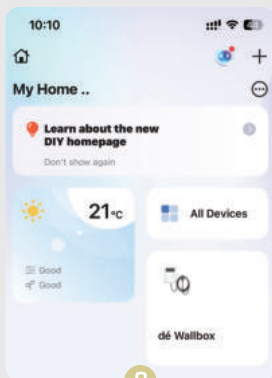 10:10
My Home ..
Learn about the new
DIY homepage
Don't show again
21°C
All Devices
Good
Good
dé Wallbox